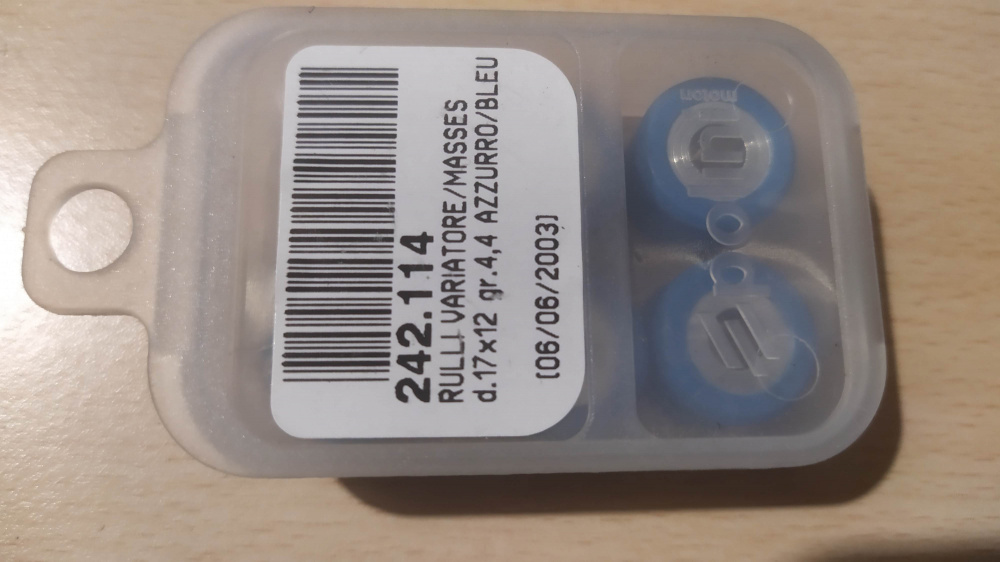 242.114
RULLI VARIATORE/MASSES
d.17x12 gr.4,4 AZZURRO/BLEU
[06/06/2003]